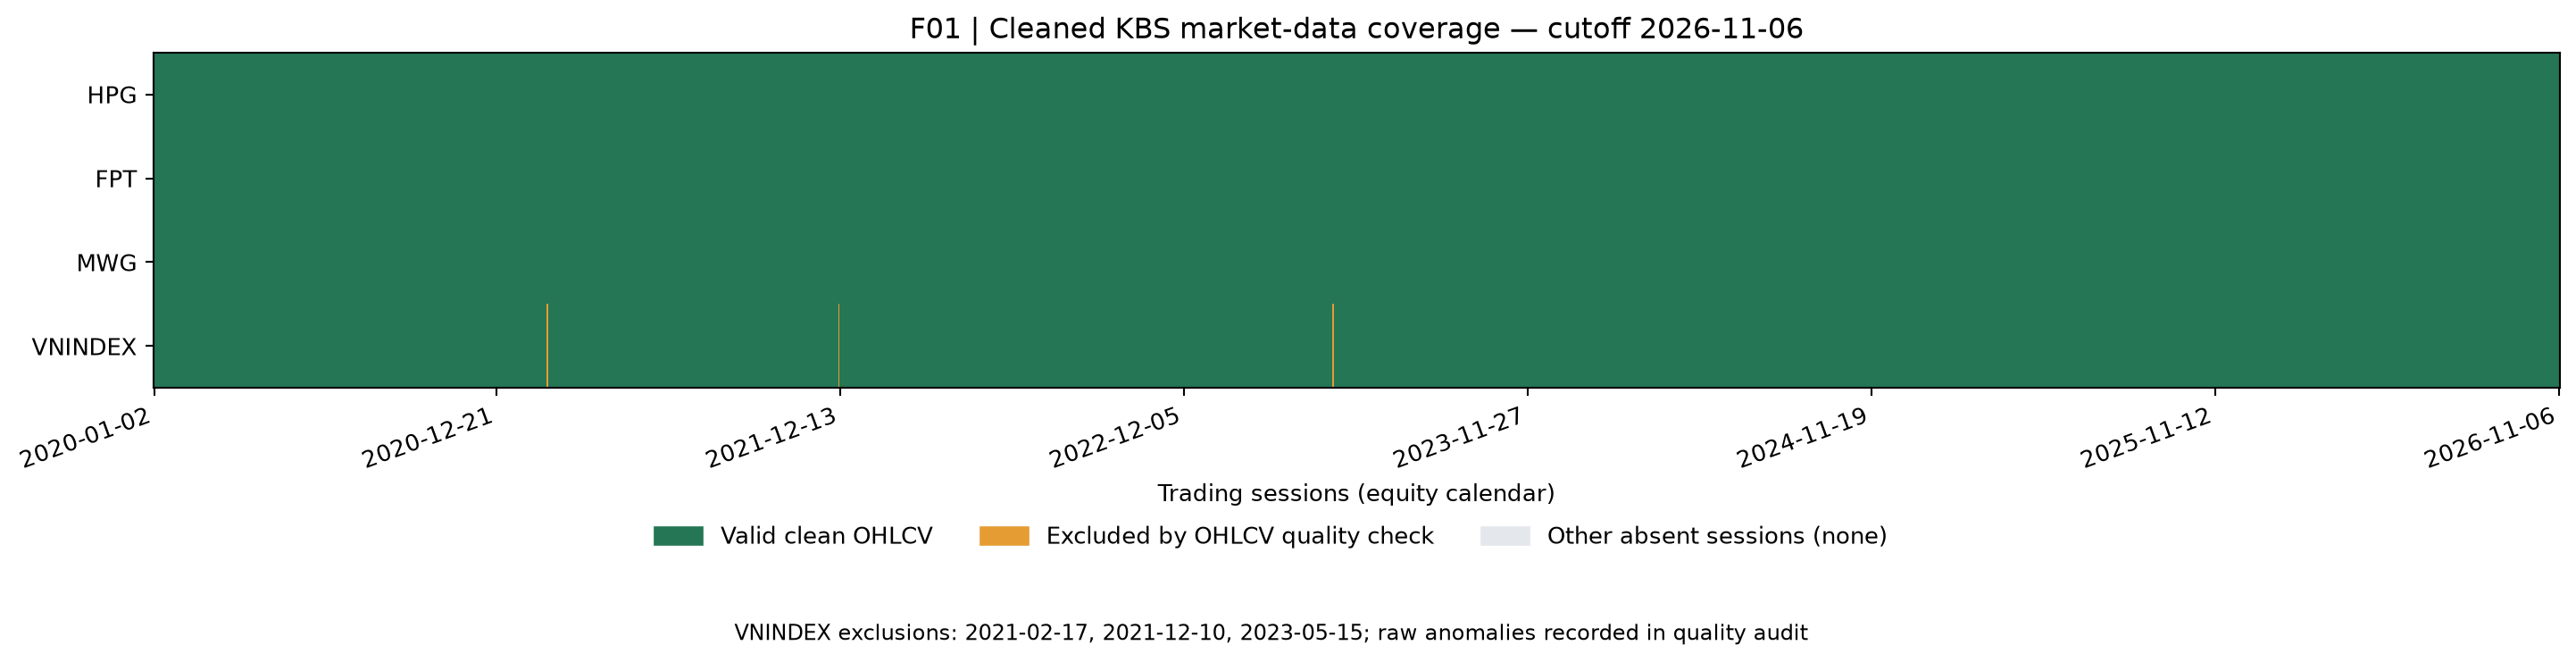 F01 | Cleaned KBS market-data coverage — cutoff 2026-11-06
HPG
FPT
MWG
VNINDEX
2020-01-02
2020-12-21
2021-12-13
2022-12-05
2023-11-27
2024-11-19
2025-11-12
2026-11-06
Trading sessions (equity calendar)
Valid clean OHLCV
Excluded by OHLCV quality check
Other absent sessions (none)
VNINDEX exclusions: 2021-02-17, 2021-12-10, 2023-05-15; raw anomalies recorded in quality audit